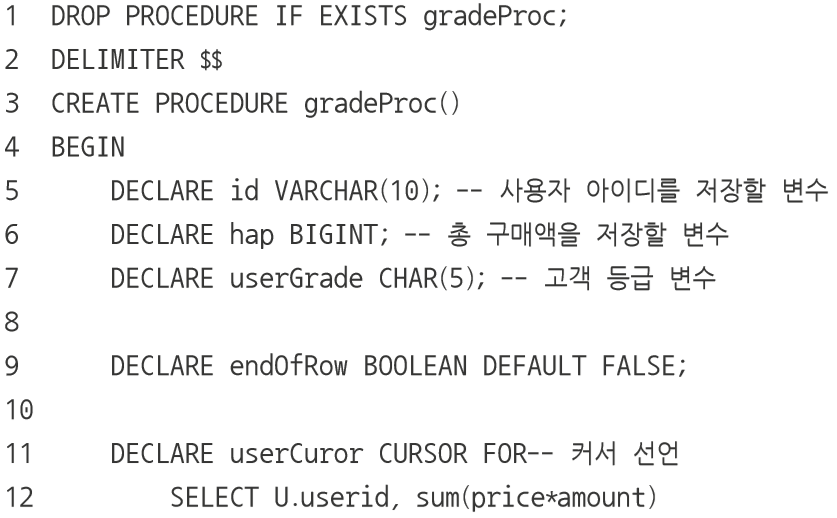 1 DROP PROCEDURE IF EXISTS gradeProc;
2 DELIMITER $$
3 CREATE PROCEDURE gradeProc()
4 BEGIN
5 DECLARE id VARCHAR(10); -- 사용자 아이디를 저장할 변수
6 DECLARE hap BIGINT; -- 총 구매액을 저장할 변수
7 DECLARE userGrade CHAR(5); -- 고객 등급 변수
8
9 DECLARE endOfRow BOOLEAN DEFAULT FALSE;
10
11 DECLARE userCuror CURSOR FOR-- 커서 선언
12 SELECT U.userid, sum(price*amount)